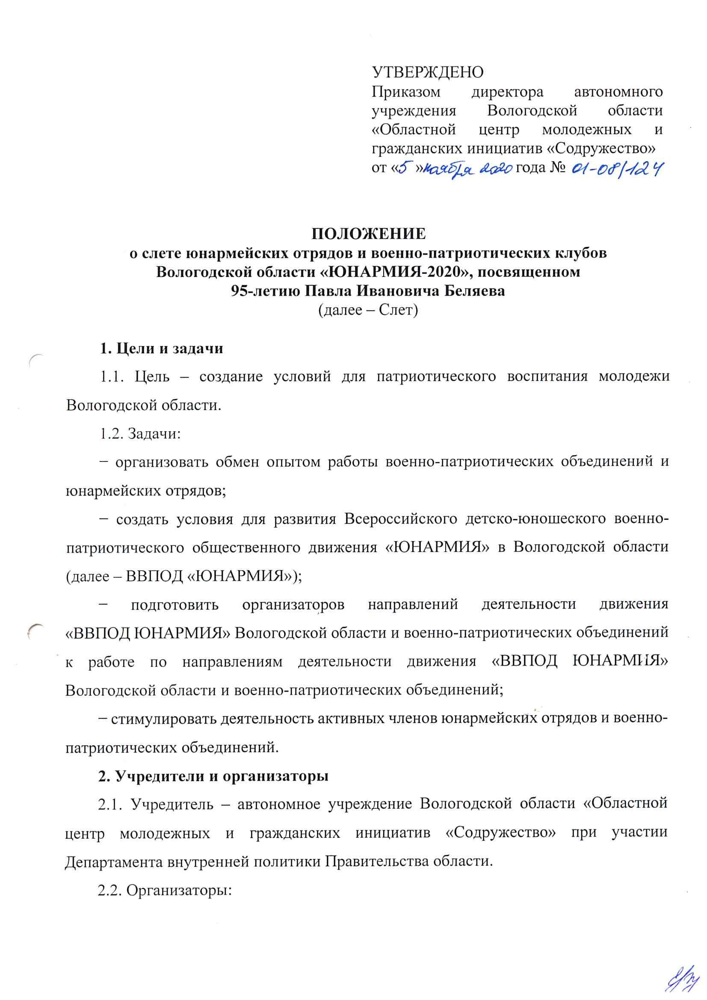 УТВЕРЖДЕНО
Приказом директора автономного
учреждения Вологодской области
«Областной центр молодежных и
гражданских инициатив «Содружество»
от «5» ноября 2020 года № 01-08/124
ПОЛОЖЕНИЕ
о слете юнармейских отрядов и военно-патриотических клубов
Вологодской области «ЮНАРМИЯ-2020», посвященном
95-летию Павла Ивановича Беляева
(далее – Слет)
1. Цели и задачи
1.1. Цель – создание условий для патриотического воспитания молодежи
Вологодской области.
1.2. Задачи:
− организовать обмен опытом работы военно-патриотических объединений и
юнармейских отрядов;
− создать условия для развития Всероссийского детско-юношеского военно-
патриотического общественного движения «ЮНАРМИЯ» в Вологодской области
(далее – ВВПОД «ЮНАРМИЯ»);
− подготовить организаторов направлений деятельности движения
«ВВПОД ЮНАРМИЯ» Вологодской области и военно-патриотических объединений
к работе по направлениям деятельности движения «ВВПОД ЮНАРМИЯ»
Вологодской области и военно-патриотических объединений;
− стимулировать деятельность активных членов юнармейских отрядов и военно-
патриотических объединений.
2. Учредители и организаторы
2.1. Учредитель – автономное учреждение Вологодской области «Областной
центр молодежных и гражданских инициатив «Содружество» при участии
Департамента внутренней политики Правительства области.
2.2. Организаторы: